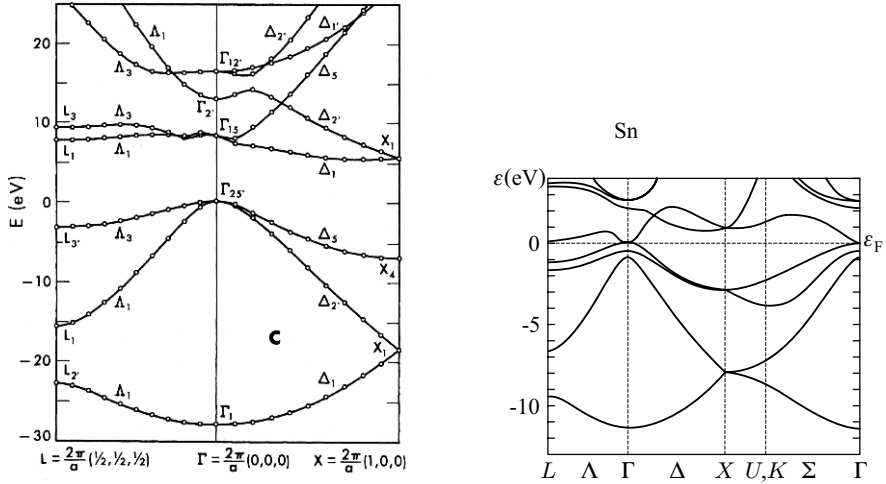 20
10
0
-10
-20
-30
E (eV)
Λ₁
Λ₃
Γ₁₂'
Δ₂'
Δ₁'
Δ₅
Γ₂'
Δ₂'
L₃
Λ₃
Γ₁₅
X₁
L₁
Λ₁
Δ₁
Γ₂₅'
L₃'
Λ₃
Δ₅
X₄
Λ₁
Δ₂'
L₁
C
X₁
L₂'
Λ₁
Δ₁
Γ₁
L = 2π/a (½, ½, ½)
Γ = 2π/a (0,0,0)
X = 2π/a (1,0,0)
Sn
ε(eV)
0
-5
-10
εF
L Λ Γ Δ X U,K Σ Γ